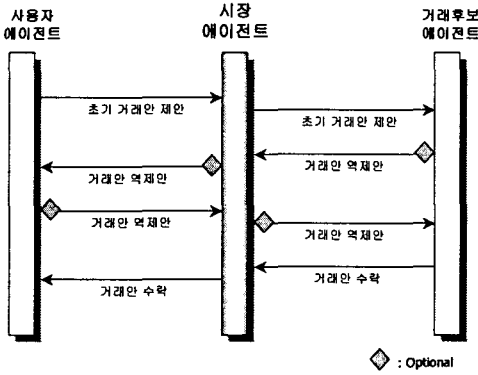 사용자
에이전트
시장
에이전트
거래후보
에이전트
초기 거래안 제안
초기 거래안 제안
거래안 역제안
거래안 역제안
거래안 역제안
거래안 역제안
거래안 수락
거래안 수락
: Optional